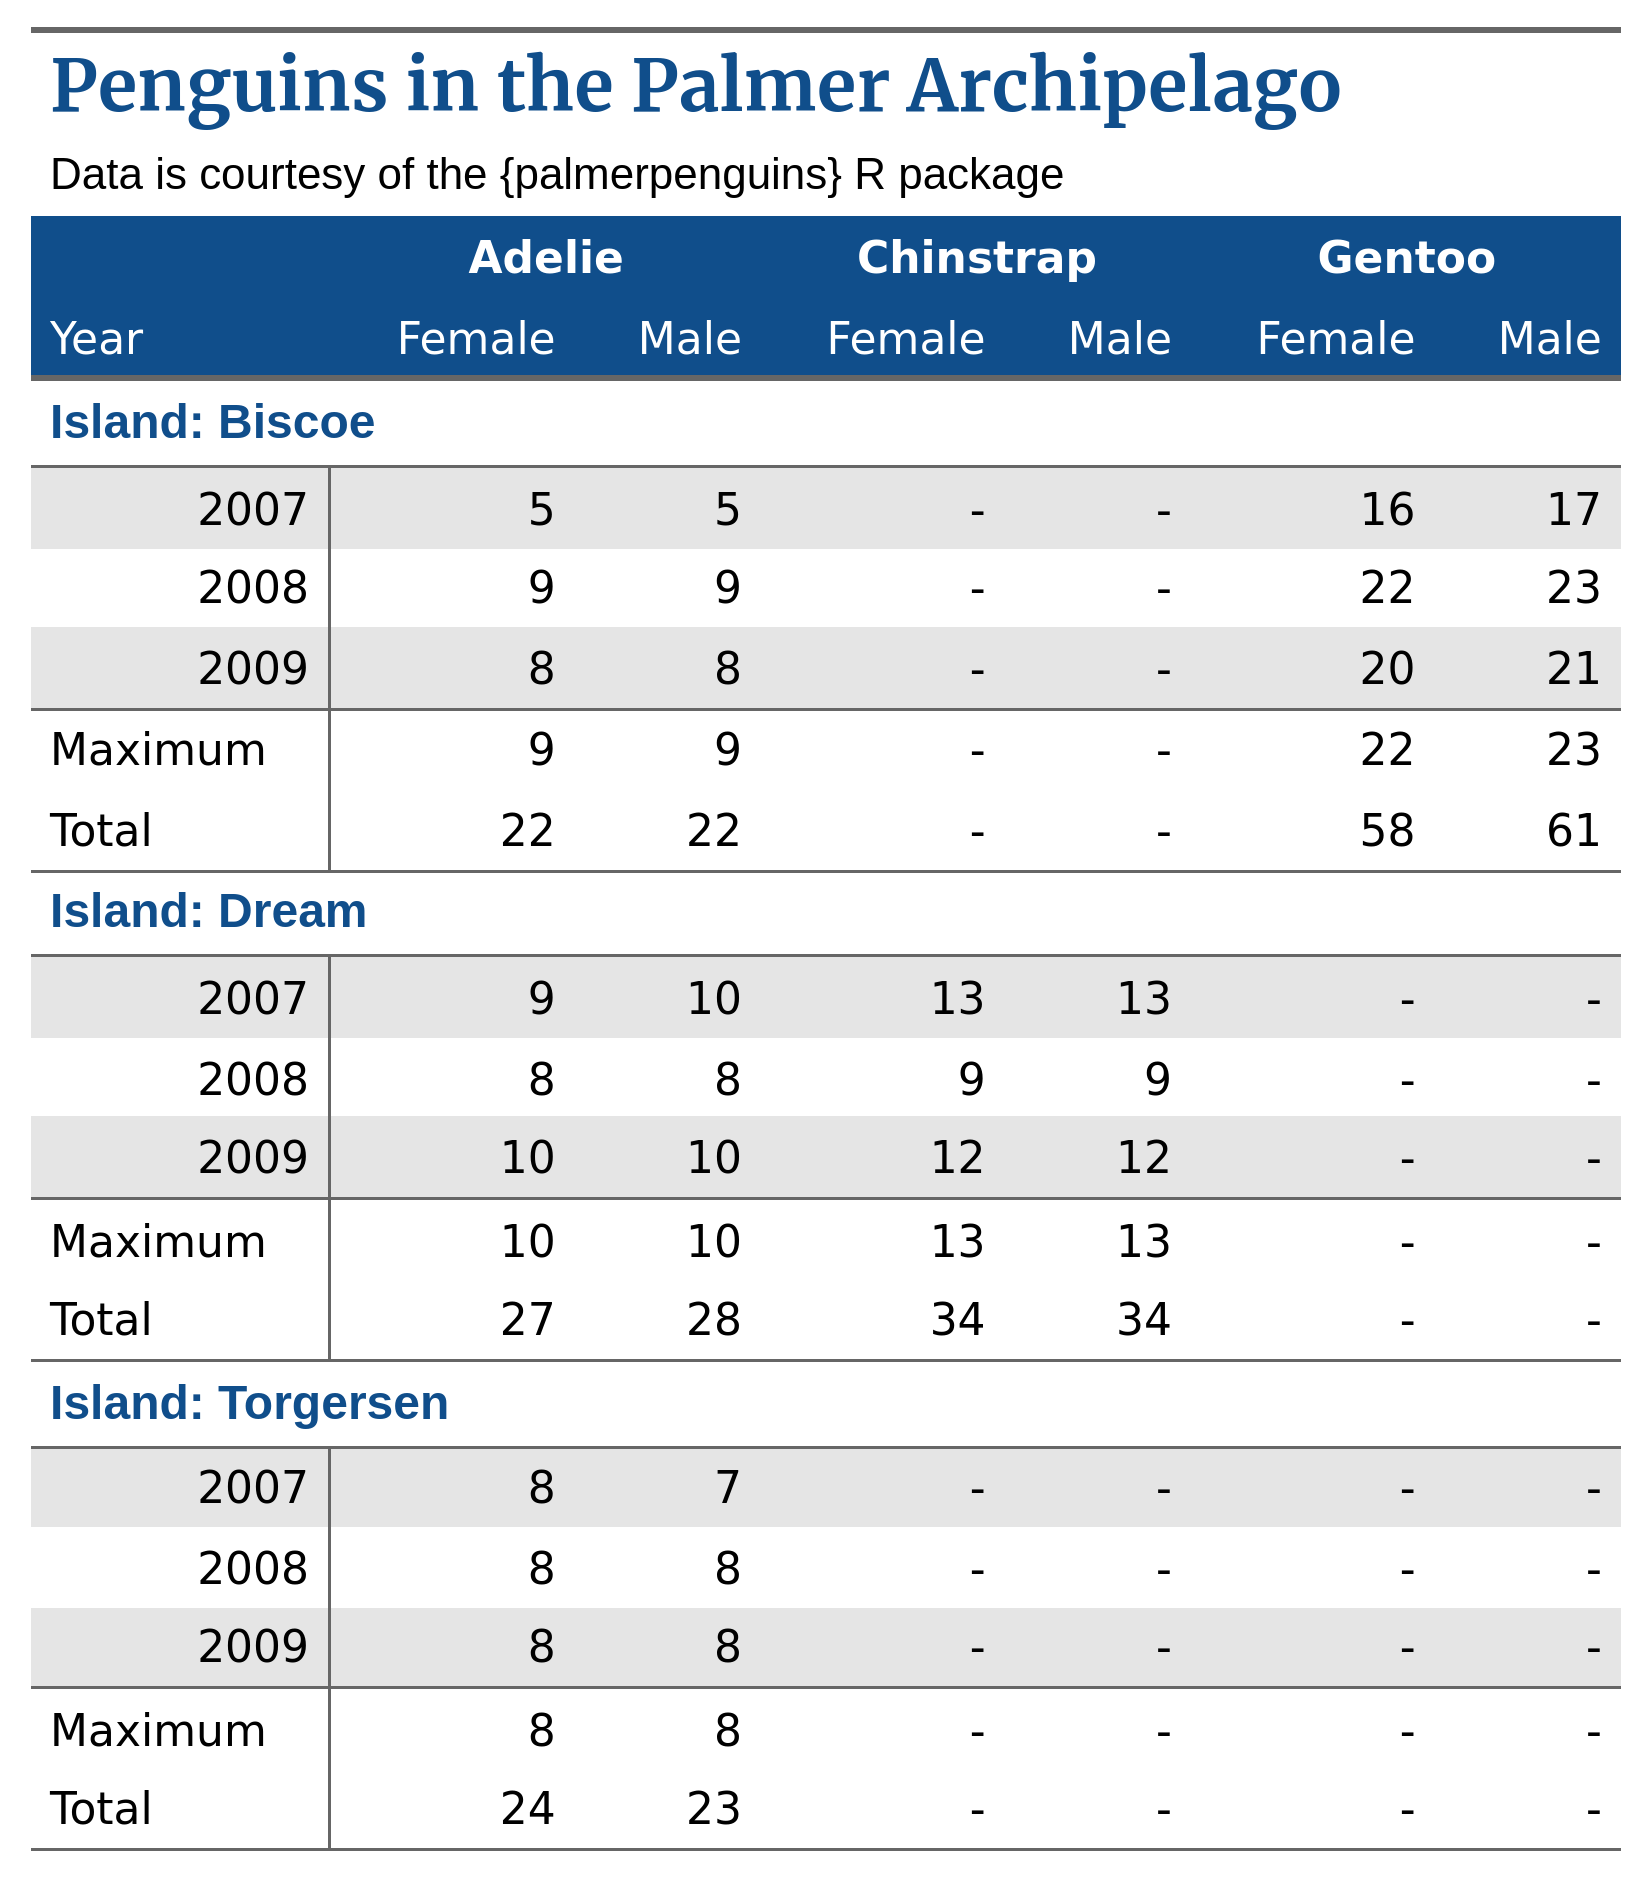 Penguins in the Palmer Archipelago
Data is courtesy of the {palmerpenguins} R package
Adelie Chinstrap Gentoo
Year Female Male Female Male Female Male
Island: Biscoe
2007 5 5 - - 16 17
2008 9 9 - - 22 23
2009 8 8 - - 20 21
Maximum 9 9 - - 22 23
Total 22 22 - - 58 61
Island: Dream
2007 9 10 13 13 - -
2008 8 8 9 9 - -
2009 10 10 12 12 - -
Maximum 10 10 13 13 - -
Total 27 28 34 34 - -
Island: Torgersen
2007 8 7 - - - -
2008 8 8 - - - -
2009 8 8 - - - -
Maximum 8 8 - - - -
Total 24 23 - - - -